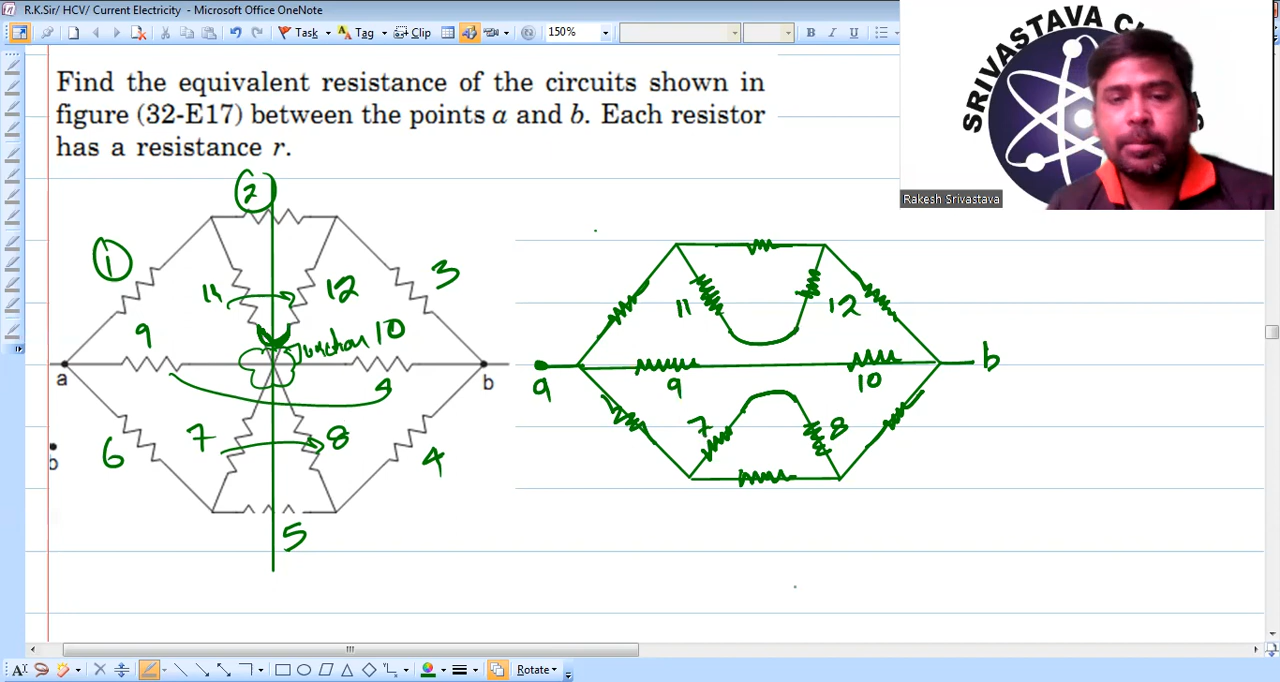 R.K.Sir/ HCV/ Current Electricity - Microsoft Office OneNote
Task
Tag
Clip
150%
B I U
SRIVASTAVA C
Rakesh Srivastava
Find the equivalent resistance of the circuits shown in
figure (32-E17) between the points a and b. Each resistor
has a resistance r.
2
1
3
11
12
9
Junction
10
a
b
4
6
7
8
4
5
11
12
9
10
a
b
7
8
Rotate